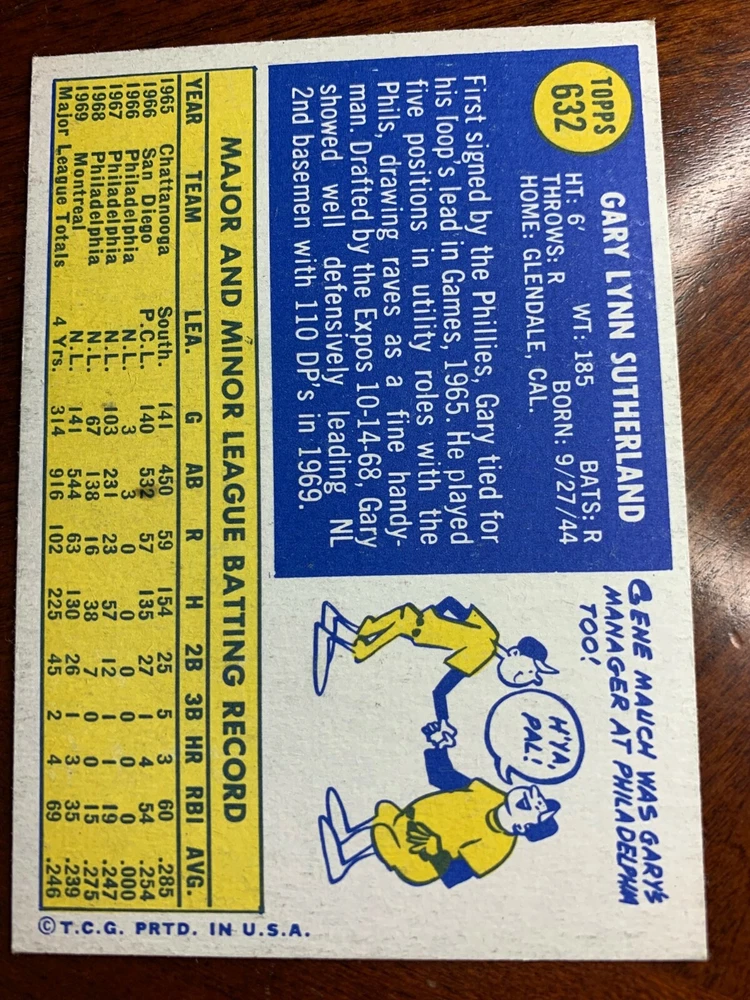 TOPPS
632
GARY LYNN SUTHERLAND
HT: 6' WT: 185 BATS: R
THROWS: R BORN: 9/27/44
HOME: GLENDALE, CAL.
First signed by the Phillies, Gary tied for
his loop's lead in Games, 1965. He played
five positions in utility roles with the
Phils, drawing raves as a fine handy-
man. Drafted by the Expos 10-14-68, Gary
showed well defensively leading NL
2nd basemen with 110 DP's in 1969.
GENE MAUCH WAS GARY'S
MANAGER AT PHILADELPHIA
TOO!
H'YA,
PAL!
MAJOR AND MINOR LEAGUE BATTING RECORD
YEAR TEAM LEA. G AB R H 2B 3B HR RBI AVG.
1965 Chattanooga South. 141 450 59 154 25 5 3 60 .285
1966 San Diego P.C.L. 140 532 57 135 27 1 4 54 .254
1966 Philadelphia N.L. 3 3 0 0 0 0 0 0 .000
1967 Philadelphia N.L. 103 231 23 57 12 1 1 19 .247
1968 Philadelphia N.L. 67 138 16 38 7 0 0 15 .275
1969 Montreal N.L. 141 544 63 130 26 1 3 35 .239
Major League Totals 4 Yrs. 314 916 102 225 45 2 4 69 .246
© T.C.G. PRTD. IN U.S.A.